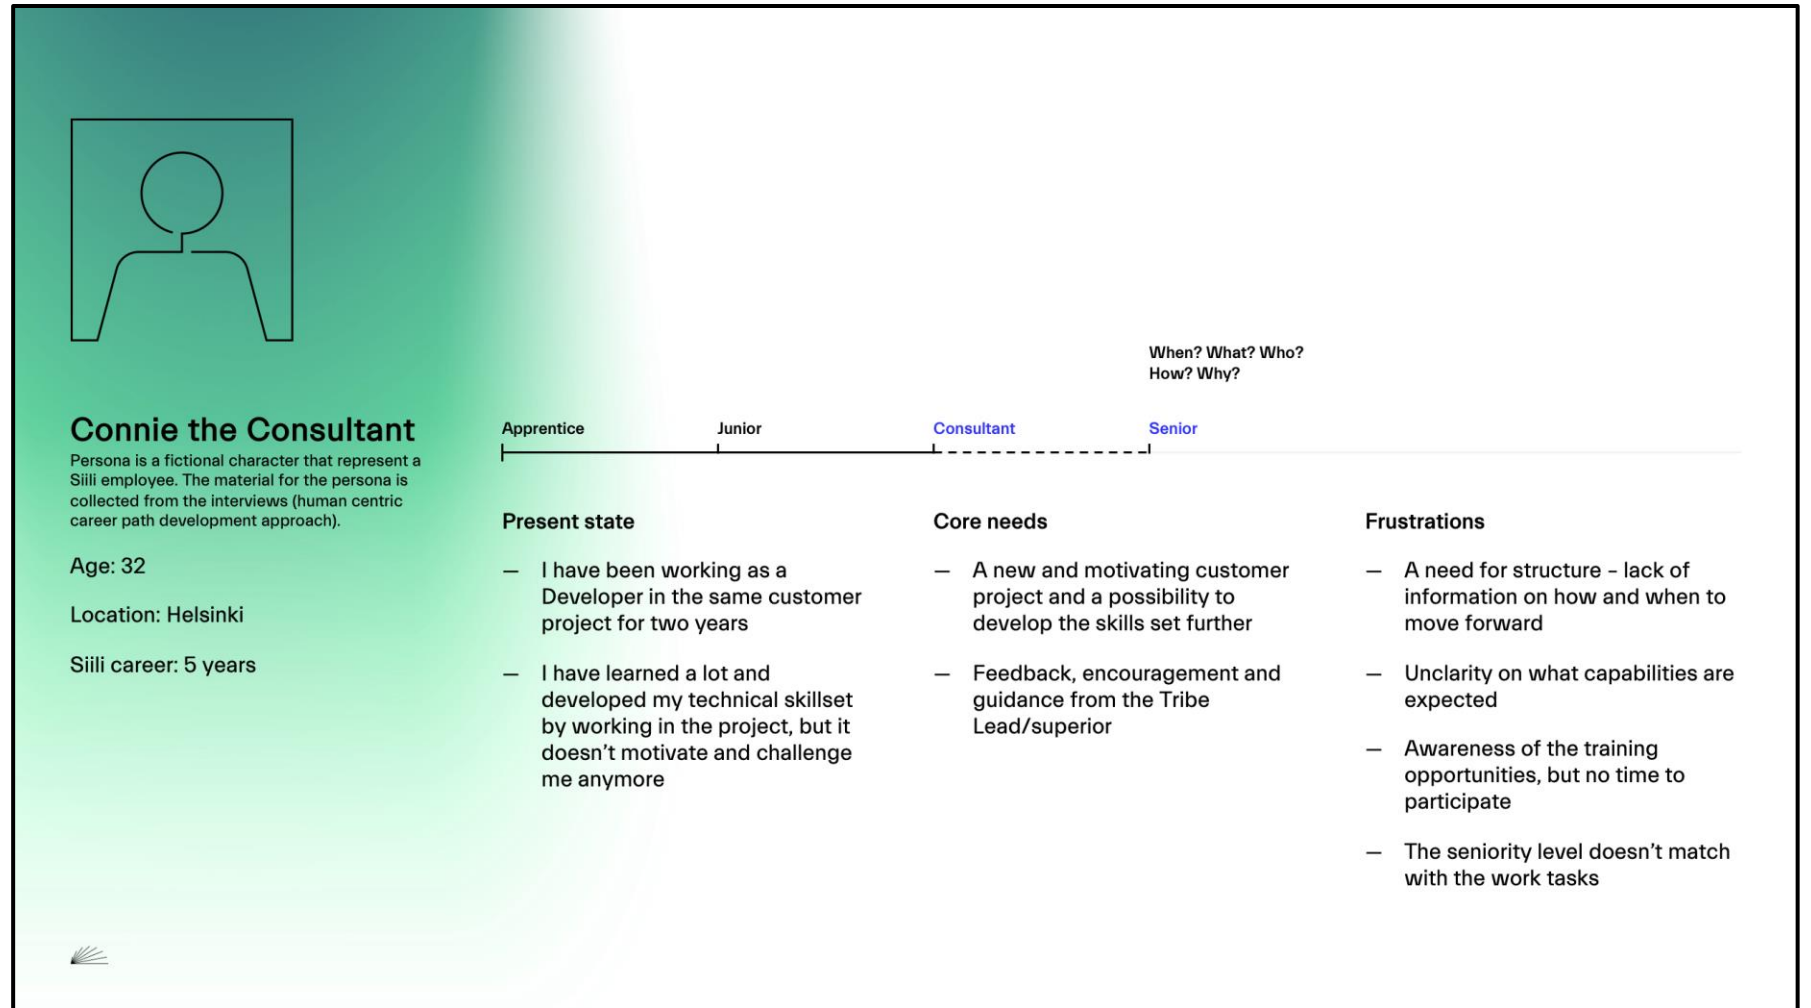 Connie the Consultant
Persona is a fictional character that represent a
Siili employee. The material for the persona is
collected from the interviews (human centric
career path development approach).
Age: 32
Location: Helsinki
Siili career: 5 years
When? What? Who?
How? Why?
Apprentice
Junior
Consultant
Senior
Present state
— I have been working as a
Developer in the same customer
project for two years
— I have learned a lot and
developed my technical skillset
by working in the project, but it
doesn’t motivate and challenge
me anymore
Core needs
— A new and motivating customer
project and a possibility to
develop the skills set further
— Feedback, encouragement and
guidance from the Tribe
Lead/superior
Frustrations
— A need for structure – lack of
information on how and when to
move forward
— Unclarity on what capabilities are
expected
— Awareness of the training
opportunities, but no time to
participate
— The seniority level doesn’t match
with the work tasks